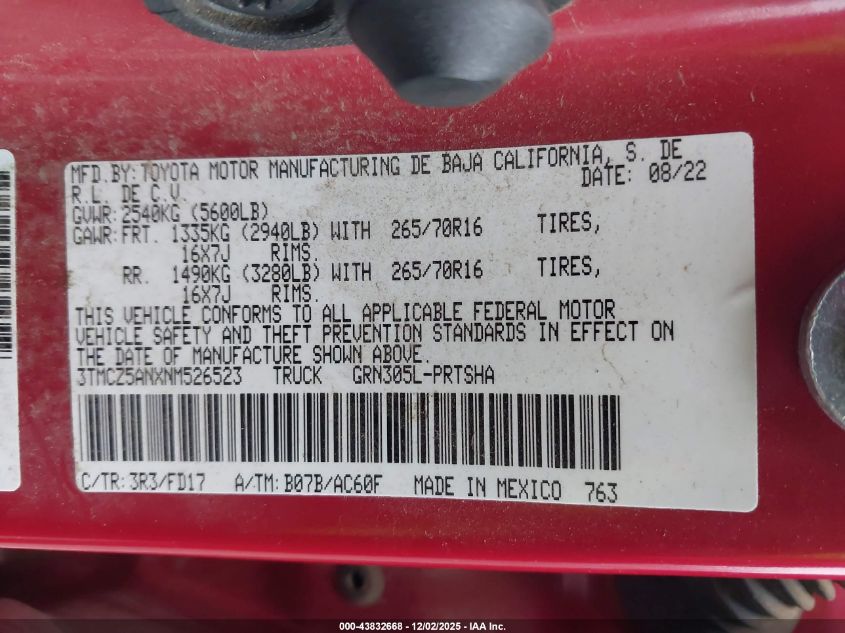 MFD.BY:TOYOTA MOTOR MANUFACTURING DE BAJA CALIFORNIA, S. DE
R.L. DE C.V. DATE: 08/22
GVWR:2540KG (5600LB)
GAWR:FRT. 1335KG (2940LB) WITH 265/70R16 TIRES,
16X7J RIMS.
RR. 1490KG (3280LB) WITH 265/70R16 TIRES,
16X7J RIMS.
THIS VEHICLE CONFORMS TO ALL APPLICABLE FEDERAL MOTOR
VEHICLE SAFETY AND THEFT PREVENTION STANDARDS IN EFFECT ON
THE DATE OF MANUFACTURE SHOWN ABOVE.
3TMCZ5ANXNM526523 TRUCK GRN305L-PRTSHA
C/TR:3R3/FD17 A/TM:B07B/AC60F MADE IN MEXICO 763
000-43832668 • 12/02/2025 - IAA Inc.